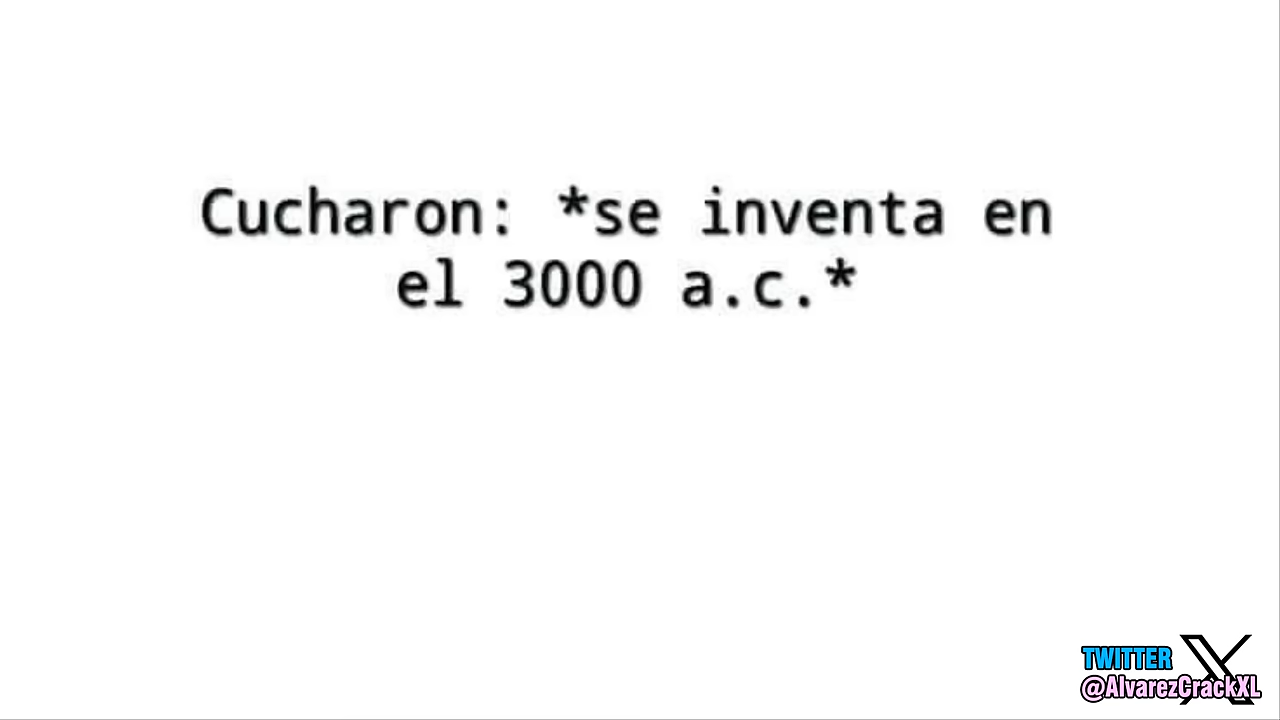 Cucharon: *se inventa en
el 3000 a.c.*
TWITTER
@AlvarezCrackXL